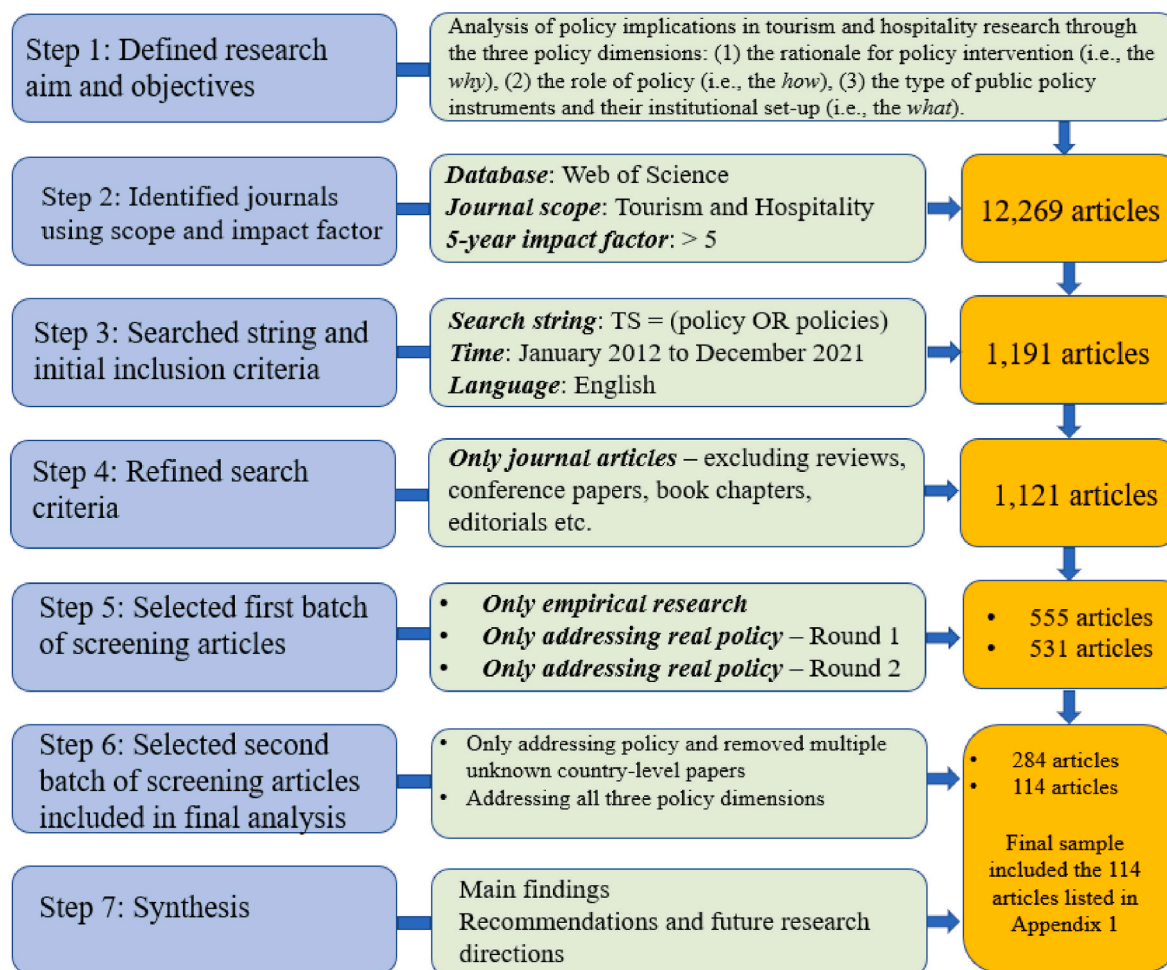 Step 1: Defined research
aim and objectives
Analysis of policy implications in tourism and hospitality research through
the three policy dimensions: (1) the rationale for policy intervention (i.e., the
why), (2) the role of policy (i.e., the how), (3) the type of public policy
instruments and their institutional set-up (i.e., the what).
Step 2: Identified journals
using scope and impact factor
Database: Web of Science
Journal scope: Tourism and Hospitality
5-year impact factor: > 5
12,269 articles
Step 3: Searched string and
initial inclusion criteria
Search string: TS = (policy OR policies)
Time: January 2012 to December 2021
Language: English
1,191 articles
Step 4: Refined search
criteria
Only journal articles – excluding reviews,
conference papers, book chapters,
editorials etc.
1,121 articles
Step 5: Selected first batch
of screening articles
• Only empirical research
• Only addressing real policy – Round 1
• Only addressing real policy – Round 2
• 555 articles
• 531 articles
Step 6: Selected second
batch of screening articles
included in final analysis
• Only addressing policy and removed multiple
unknown country-level papers
• Addressing all three policy dimensions
• 284 articles
• 114 articles
Final sample
included the 114
articles listed in
Appendix 1
Step 7: Synthesis
Main findings
Recommendations and future research
directions